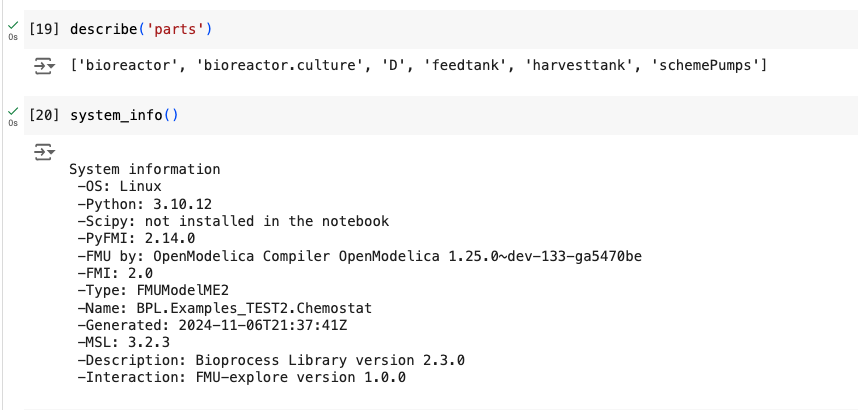 [19] describe('parts')
0s
['bioreactor', 'bioreactor.culture', 'D', 'feedtank', 'harvesttank', 'schemePumps']
[20] system_info()
0s
System information
-OS: Linux
-Python: 3.10.12
-Scipy: not installed in the notebook
-PyFMI: 2.14.0
-FMU by: OpenModelica Compiler OpenModelica 1.25.0~dev-133-ga5470be
-FMI: 2.0
-Type: FMUModelME2
-Name: BPL.Examples_TEST2.Chemostat
-Generated: 2024-11-06T21:37:41Z
-MSL: 3.2.3
-Description: Bioprocess Library version 2.3.0
-Interaction: FMU-explore version 1.0.0